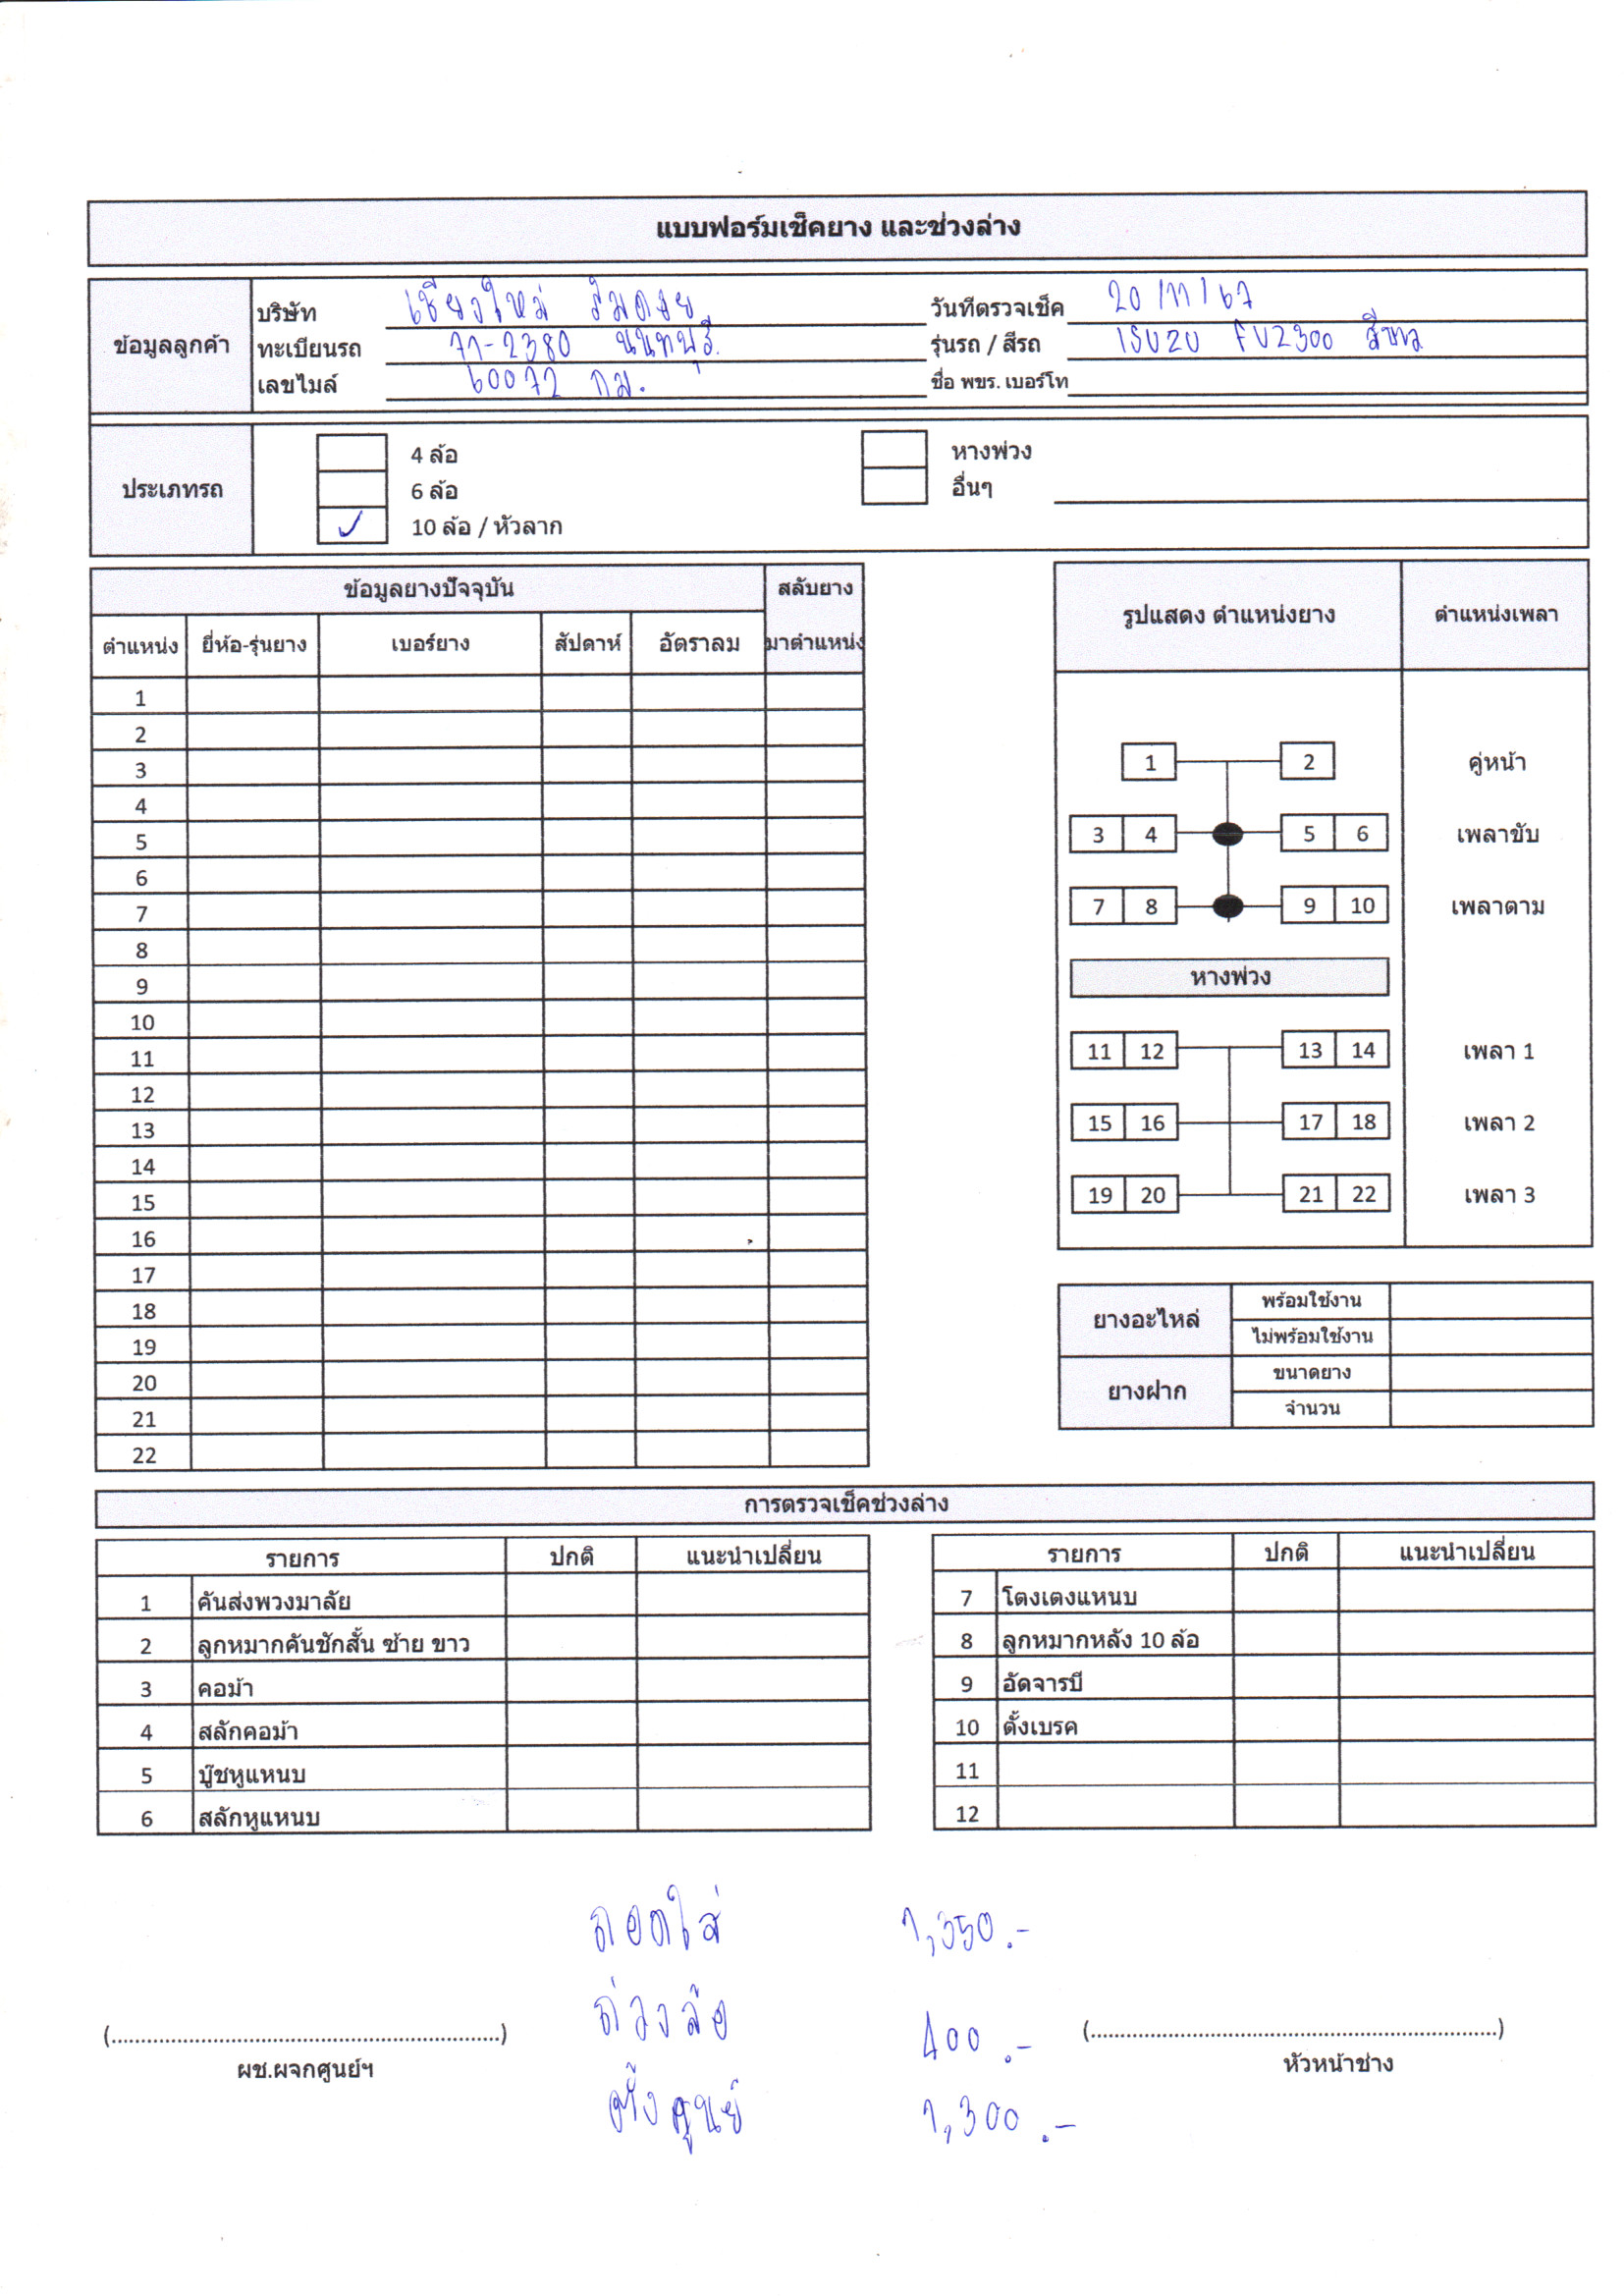 แบบฟอร์มเช็คยาง และช่วงล่าง
ข้อมูลลูกค้า
บริษัท เชียงใหม่ ริมดอย วันที่ตรวจเช็ค 20/11/67
ทะเบียนรถ 71-2380 นนทบุรี รุ่นรถ / สีรถ ISUZU FVZ300 สีขาว
เลขไมล์ 60072 กม. ชื่อ พขร. เบอร์โท
ประเภทรถ
4 ล้อ หางพ่วง
6 ล้อ อื่นๆ
✓ 10 ล้อ / หัวลาก
ข้อมูลยางปัจจุบัน สลับยาง
ตำแหน่ง ยี่ห้อ-รุ่นยาง เบอร์ยาง สัปดาห์ อัตราลม มาตำแหน่ง
1
2
3
4
5
6
7
8
9
10
11
12
13
14
15
16
17
18
19
20
21
22
รูปแสดง ตำแหน่งยาง ตำแหน่งเพลา
1 2 คู่หน้า
3 4 5 6 เพลาขับ
7 8 9 10 เพลาตาม
หางพ่วง
11 12 13 14 เพลา 1
15 16 17 18 เพลา 2
19 20 21 22 เพลา 3
ยางอะไหล่ พร้อมใช้งาน
ไม่พร้อมใช้งาน
ยางฝาก ขนาดยาง
จำนวน
การตรวจเช็คช่วงล่าง
รายการ ปกติ แนะนำเปลี่ยน รายการ ปกติ แนะนำเปลี่ยน
1 คันส่งพวงมาลัย 7 โตงเตงแหนบ
2 ลูกหมากคันชักสั้น ซ้าย ขาว 8 ลูกหมากหลัง 10 ล้อ
3 คอม้า 9 อัดจารบี
4 สลักคอม้า 10 ตั้งเบรค
5 บู๊ชหูแหนบ 11
6 สลักหูแหนบ 12
ถอดใส่ 1,350.-
ถ่วงล้อ 400.-
(..................................................) (..................................................)
ผช.ผจกศูนย์ฯ หัวหน้าช่าง
ตั้งศูนย์ 1,300.-